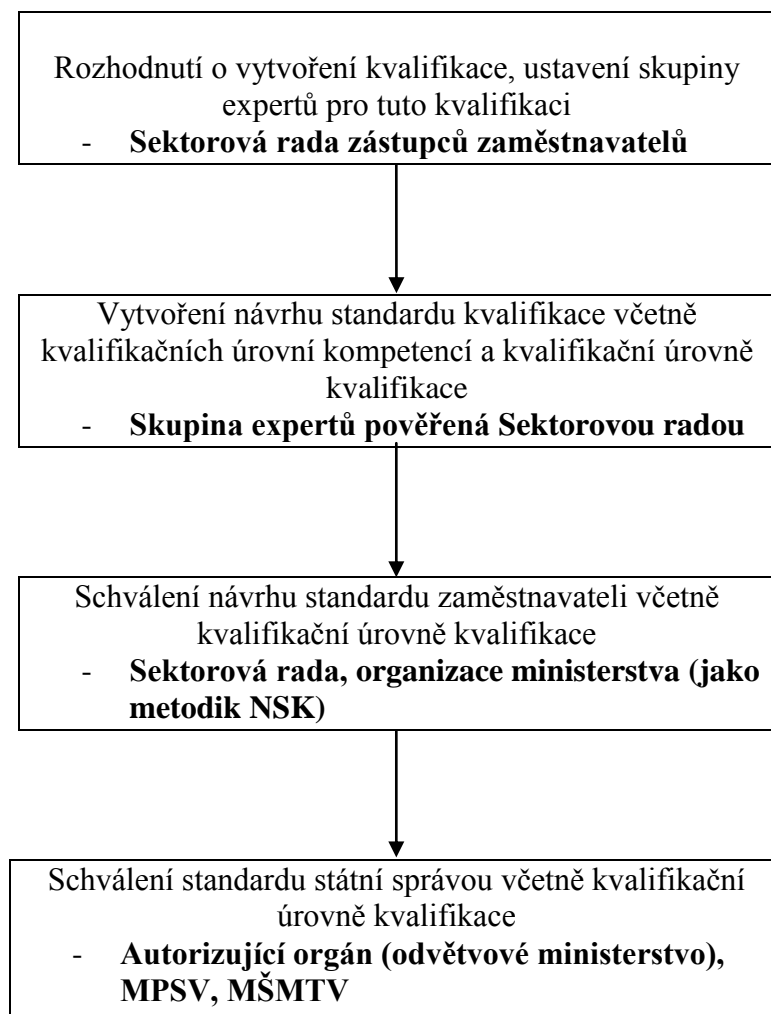 Rozhodnutí o vytvoření kvalifikace, ustavení skupiny
expertů pro tuto kvalifikaci
- Sektorová rada zástupců zaměstnavatelů
Vytvoření návrhu standardu kvalifikace včetně
kvalifikačních úrovní kompetencí a kvalifikační úrovně
kvalifikace
- Skupina expertů pověřená Sektorovou radou
Schválení návrhu standardu zaměstnavateli včetně
kvalifikační úrovně kvalifikace
- Sektorová rada, organizace ministerstva (jako
metodik NSK)
Schválení standardu státní správou včetně kvalifikační
úrovně kvalifikace
- Autorizující orgán (odvětvové ministerstvo),
MPSV, MŠMTV